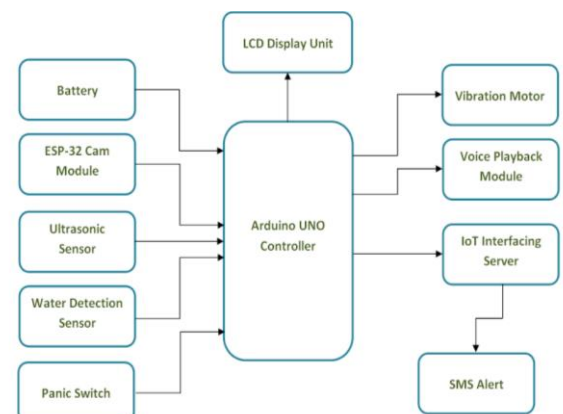 LCD Display Unit
Battery
Vibration Motor
ESP-32 Cam
Module
Voice Playback
Module
Ultrasonic
Sensor
Arduino UNO
Controller
IoT Interfacing
Server
Water Detection
Sensor
Panic Switch
SMS Alert